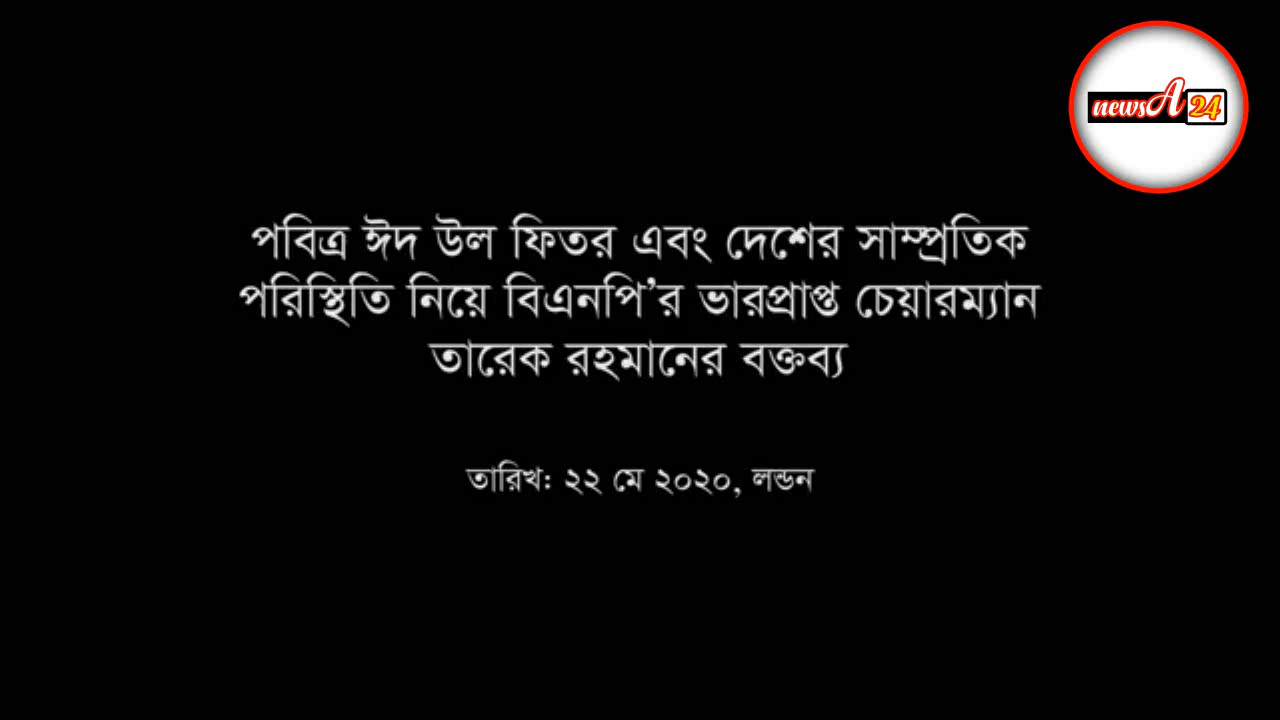 newsA24
পবিত্র ঈদ উল ফিতর এবং দেশের সাম্প্রতিক
পরিস্থিতি নিয়ে বিএনপি’র ভারপ্রাপ্ত চেয়ারম্যান
তারেক রহমানের বক্তব্য
তারিখ: ২২ মে ২০২০, লন্ডন